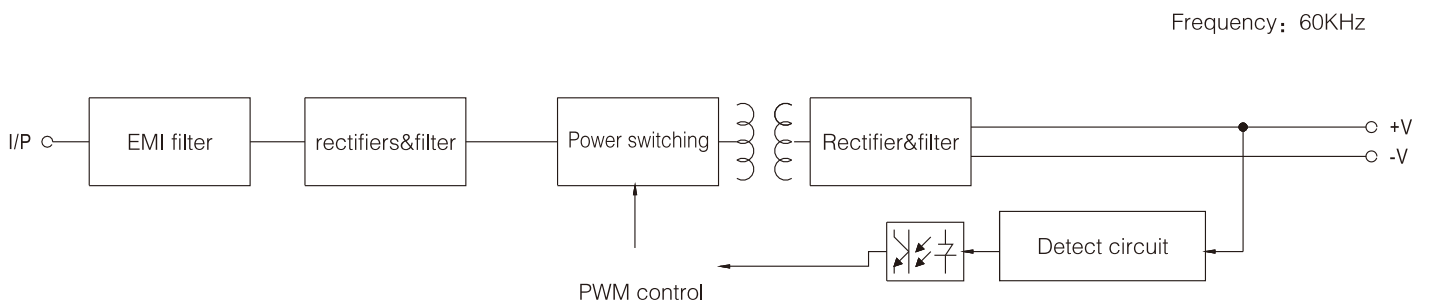 Frequency: 60KHz
I/P
EMI filter
rectifiers&filter
Power switching
Rectifier&filter
+V
-V
Detect circuit
PWM control